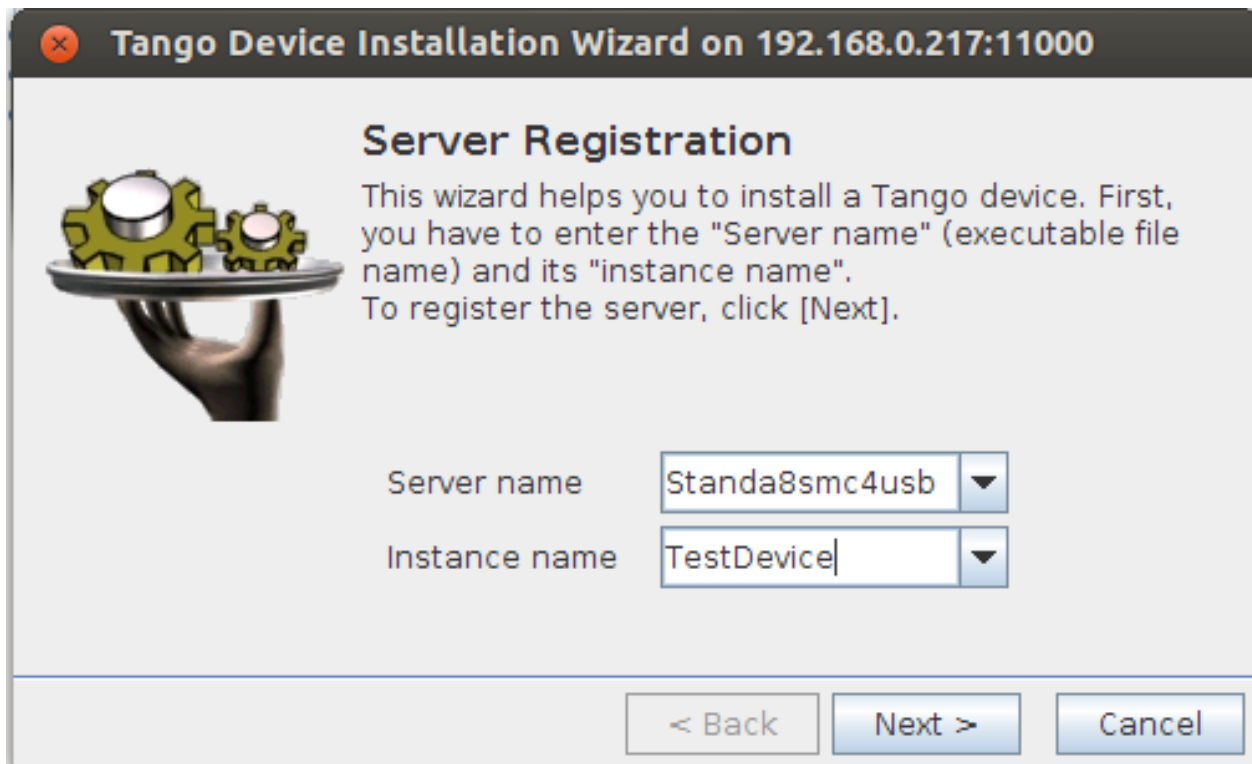 Tango Device Installation Wizard on 192.168.0.217:11000
Server Registration
This wizard helps you to install a Tango device. First,
you have to enter the "Server name" (executable file
name) and its "instance name".
To register the server, click [Next].
Server name Standa8smc4usb
Instance name TestDevice
< Back Next > Cancel